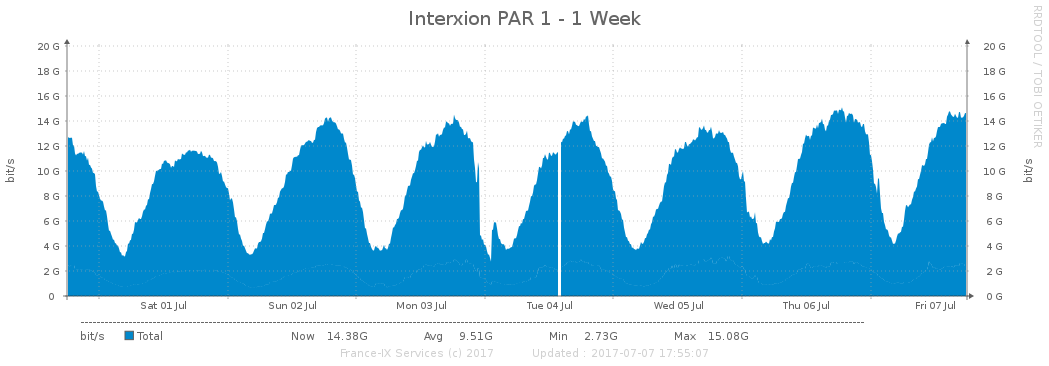 Interxion PAR 1 - 1 Week
RRDTOOL / TOBI OETIKER
20 G 20 G
18 G 18 G
16 G 16 G
14 G 14 G
12 G 12 G
10 G 10 G
8 G 8 G
6 G 6 G
4 G 4 G
2 G 2 G
0 0 G
bit/s
bit/s
Sat 01 Jul Sun 02 Jul Mon 03 Jul Tue 04 Jul Wed 05 Jul Thu 06 Jul Fri 07 Jul
bit/s Total Now 14.38G Avg 9.51G Min 2.73G Max 15.08G
France-IX Services (c) 2017 Updated : 2017-07-07 17:55:07